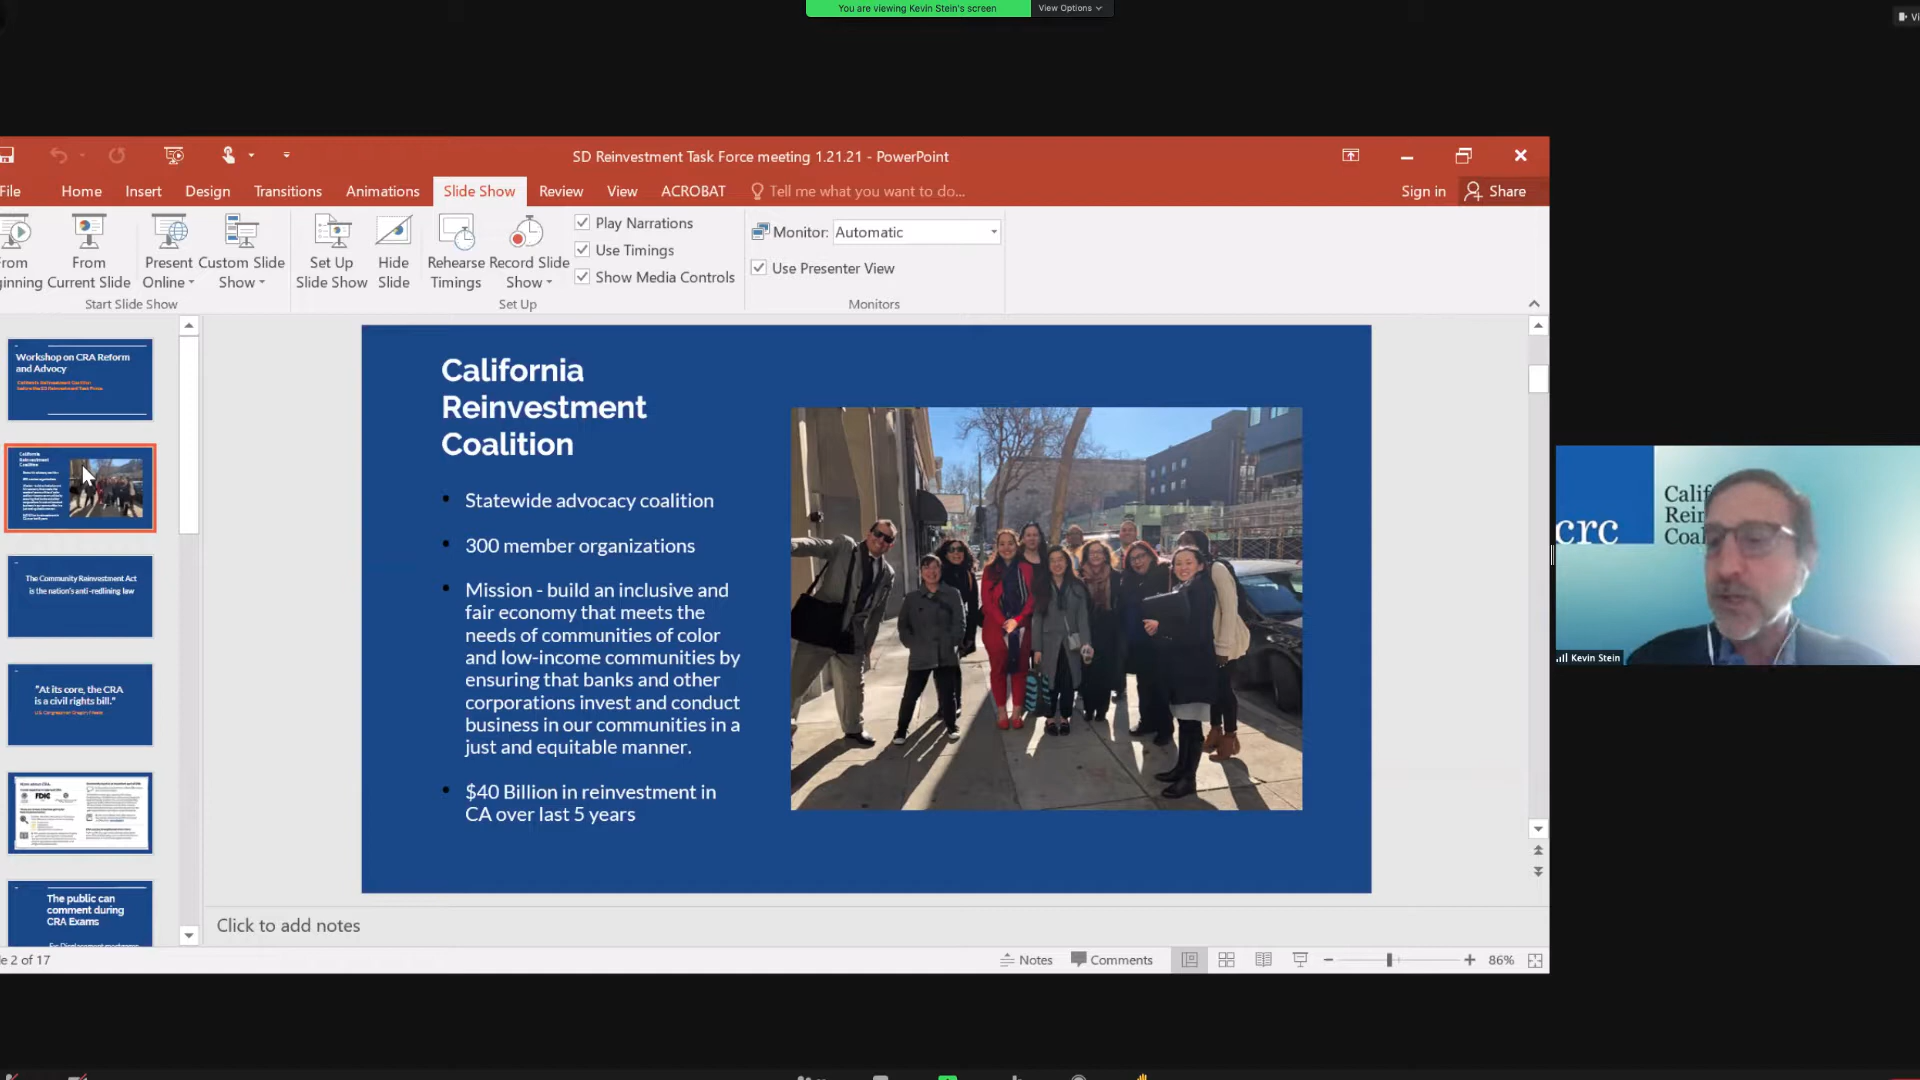 You are viewing Kevin Stein's screen
View Options
SD Reinvestment Task Force meeting 1.21.21 - PowerPoint
File Home Insert Design Transitions Animations Slide Show Review View ACROBAT Tell me what you want to do...
Sign in Share
From
Current Slide
Present
Online
Custom Slide
Show
Start Slide Show
Set Up
Slide Show
Hide
Slide
Rehearse
Timings
Record Slide
Show
Set Up
Play Narrations
Use Timings
Show Media Controls
Monitor: Automatic
Use Presenter View
Monitors
Workshop on CRA Reform
and Advocy
California
Reinvestment
Coalition
The Community Reinvestment Act
is the nation's anti-redlining law
"At its core, the CRA
is a civil rights bill."
FDIC
The public can
comment during
CRA Exams
California
Reinvestment
Coalition
• Statewide advocacy coalition
• 300 member organizations
• Mission - build an inclusive and
fair economy that meets the
needs of communities of color
and low-income communities by
ensuring that banks and other
corporations invest and conduct
business in our communities in a
just and equitable manner.
• $40 Billion in reinvestment in
CA over last 5 years
crc
Kevin Stein
Click to add notes
2 of 17
Notes Comments 86%